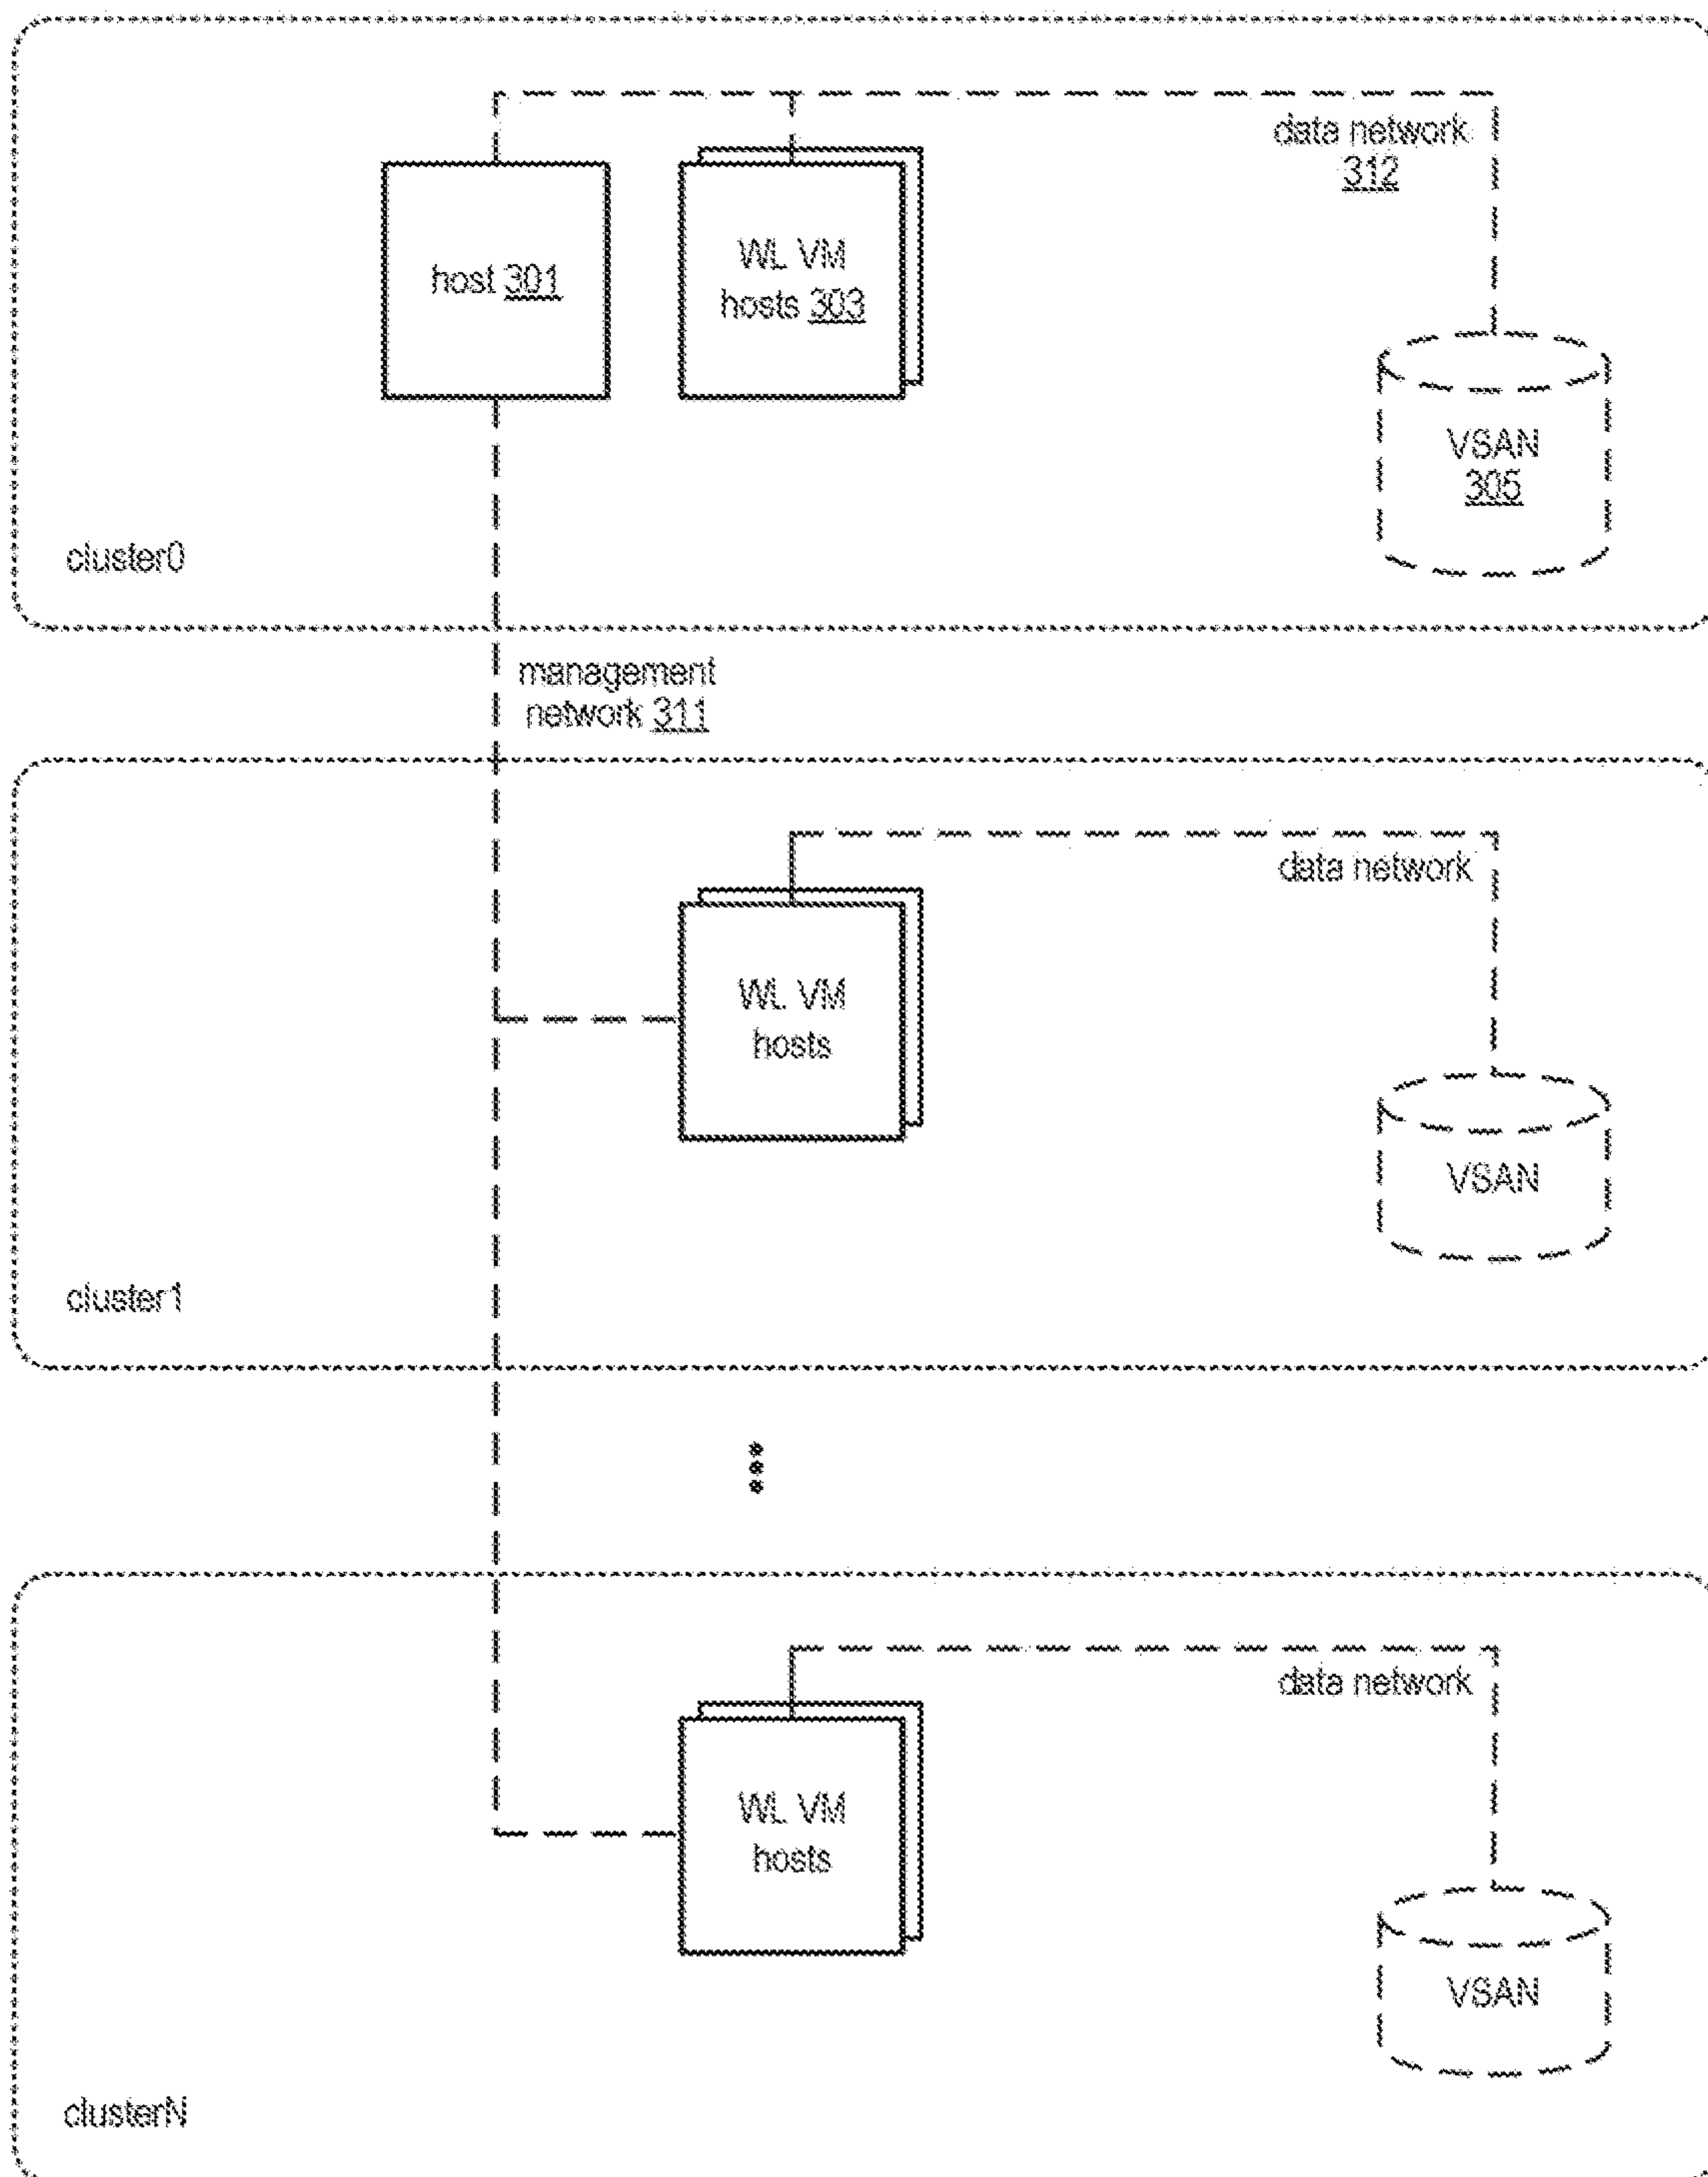 data network
312
host 301
WL VM
hosts 303
VSAN
305
cluster0
management
network 311
data network
WL VM
hosts
VSAN
cluster1
data network
WL VM
hosts
VSAN
clusterN